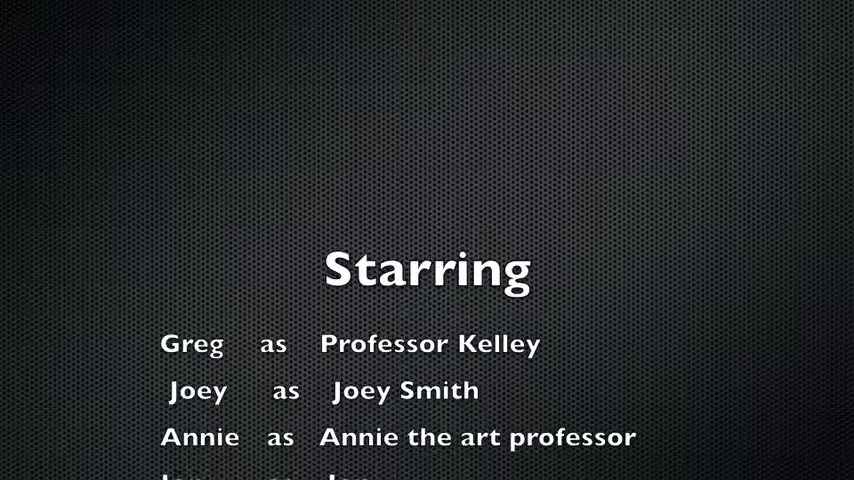 Starring
Greg as Professor Kelley
Joey as Joey Smith
Annie as Annie the art professor